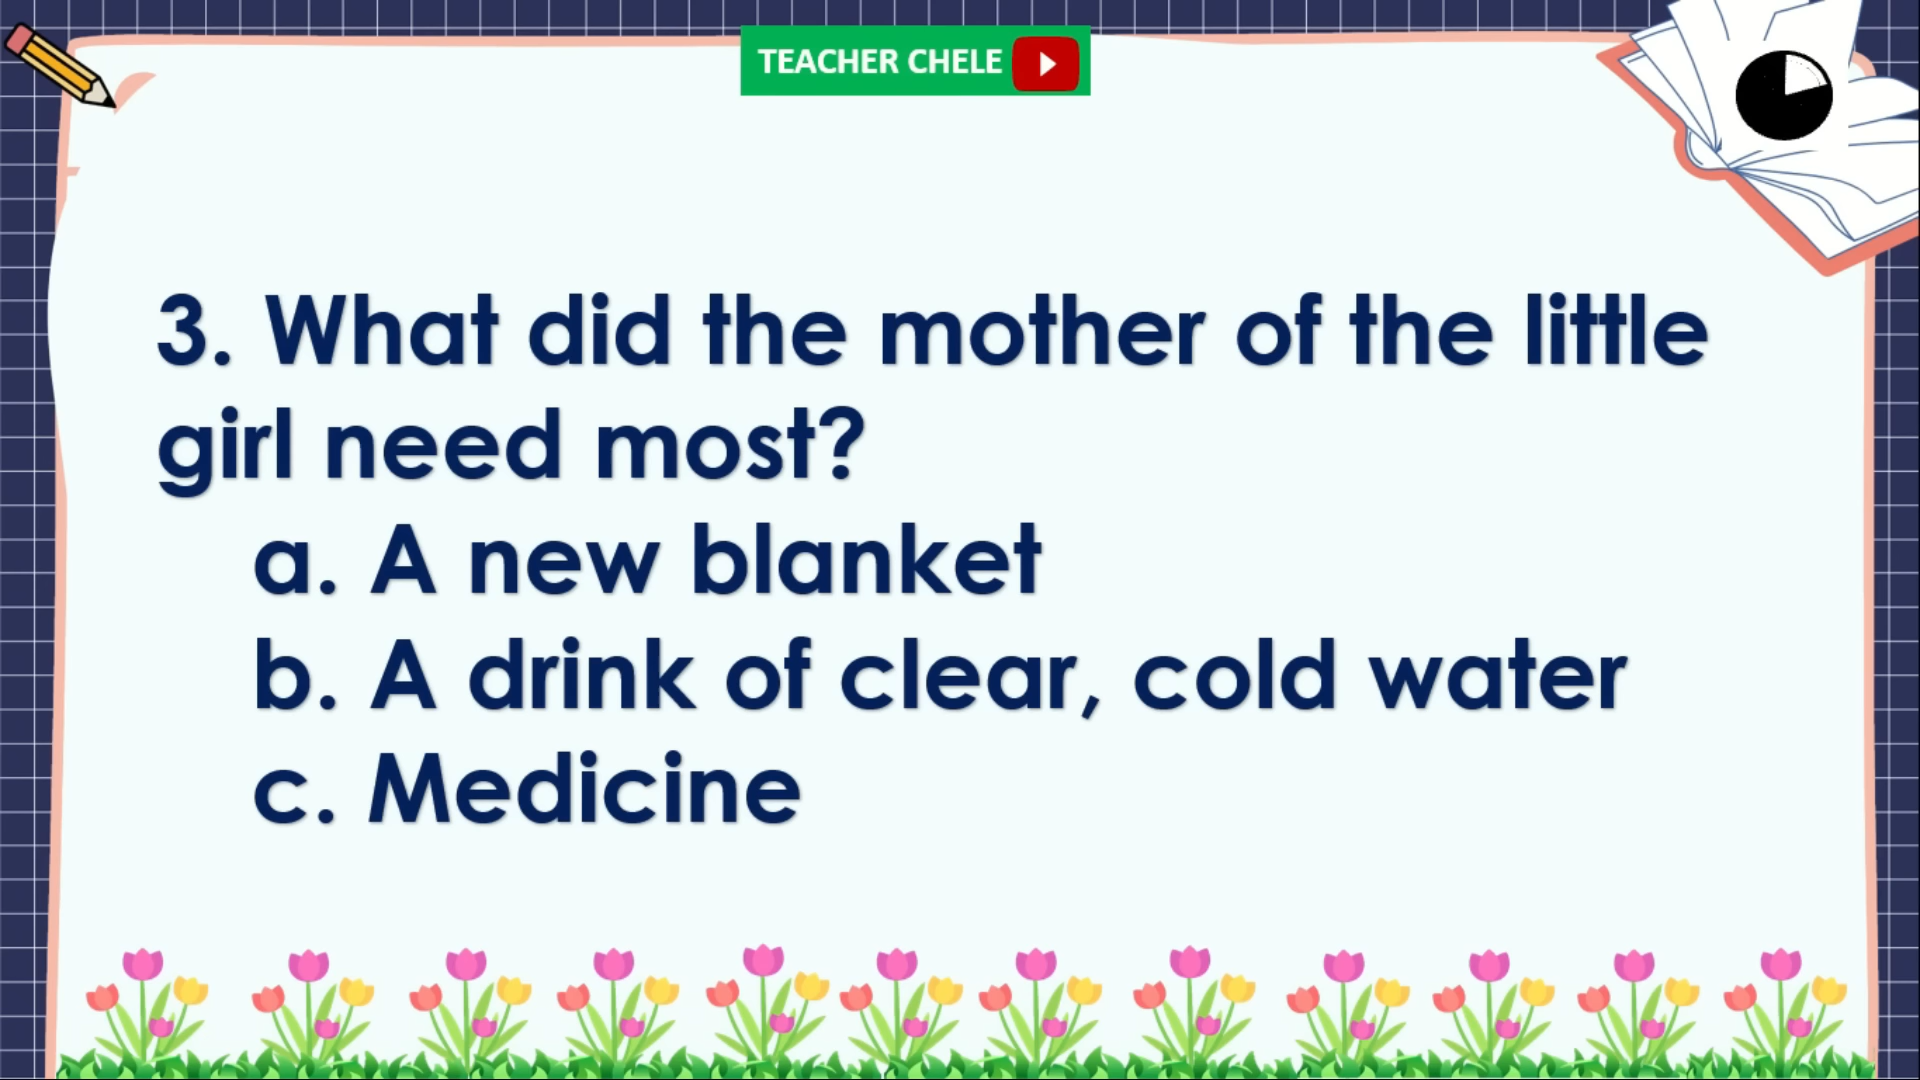 TEACHER CHELE
3. What did the mother of the little
girl need most?
a. A new blanket
b. A drink of clear, cold water
c. Medicine